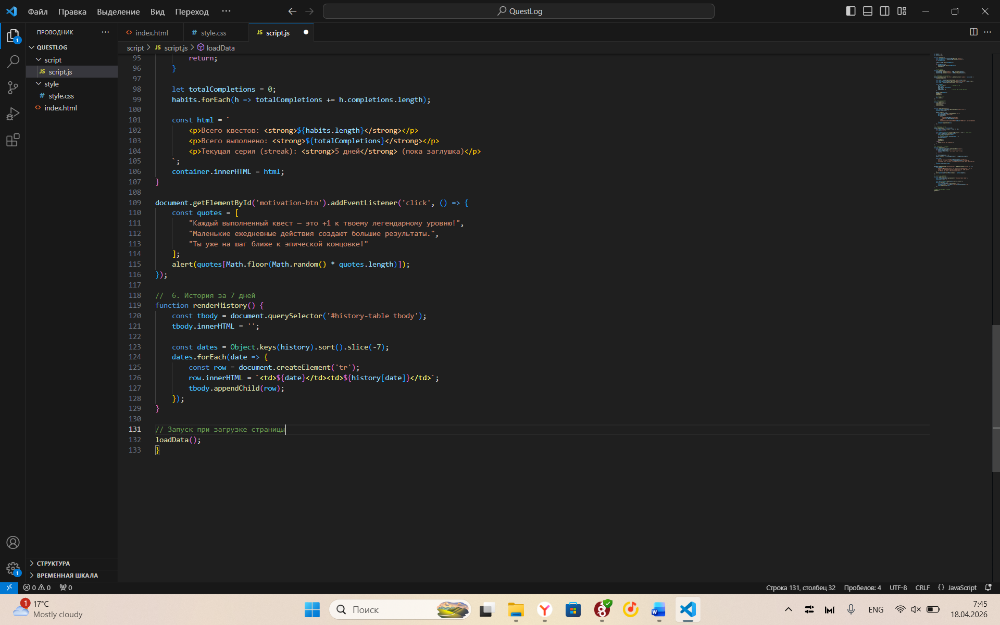 Файл Правка Выделение Вид Переход ··· QuestLog
ПРОВОДНИК ···
QUESTLOG
script
JS script.js
style
# style.css
<> index.html
СТРУКТУРА
ВРЕМЕННАЯ ШКАЛА
<> index.html # style.css JS script.js
script > JS script.js > loadData
95 return;
96 }
97
98 let totalCompletions = 0;
99 habits.forEach(h => totalCompletions += h.completions.length);
100
101 const html = `
102 <p>Всего квестов: <strong>${habits.length}</strong></p>
103 <p>Всего выполнено: <strong>${totalCompletions}</strong></p>
104 <p>Текущая серия (streak): <strong>5 дней</strong> (пока заглушка)</p>
105 `;
106 container.innerHTML = html;
107 }
108
109 document.getElementById('motivation-btn').addEventListener('click', () => {
110 const quotes = [
111 "Каждый выполненный квест — это +1 к твоему легендарному уровню!",
112 "Маленькие ежедневные действия создают большие результаты.",
113 "Ты уже на шаг ближе к эпической концовке!"
114 ];
115 alert(quotes[Math.floor(Math.random() * quotes.length)]);
116 });
117
118 //  6. История за 7 дней
119 function renderHistory() {
120 const tbody = document.querySelector('#history-table tbody');
121 tbody.innerHTML = '';
122
123 const dates = Object.keys(history).sort().slice(-7);
124 dates.forEach(date => {
125 const row = document.createElement('tr');
126 row.innerHTML = `<td>${date}</td><td>${history[date]}</td>`;
127 tbody.appendChild(row);
128 });
129 }
130
131 // Запуск при загрузке страницы
132 loadData();
133 }
1
1
0 0 0
Строка 131, столбец 32 Пробелов: 4 UTF-8 CRLF {} JavaScript
1 17°C
Mostly cloudy
Поиск
ENG
7:45
18.04.2026